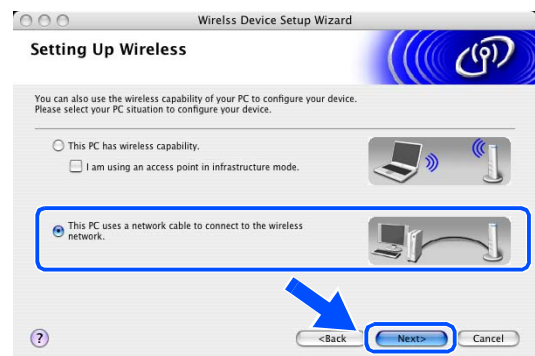 Wirelss Device Setup Wizard
Setting Up Wireless
You can also use the wireless capability of your PC to configure your device.
Please select your PC situation to configure your device.
This PC has wireless capability.
I am using an access point in infrastructure mode.
This PC uses a network cable to connect to the wireless
network.
?
<Back Next> Cancel